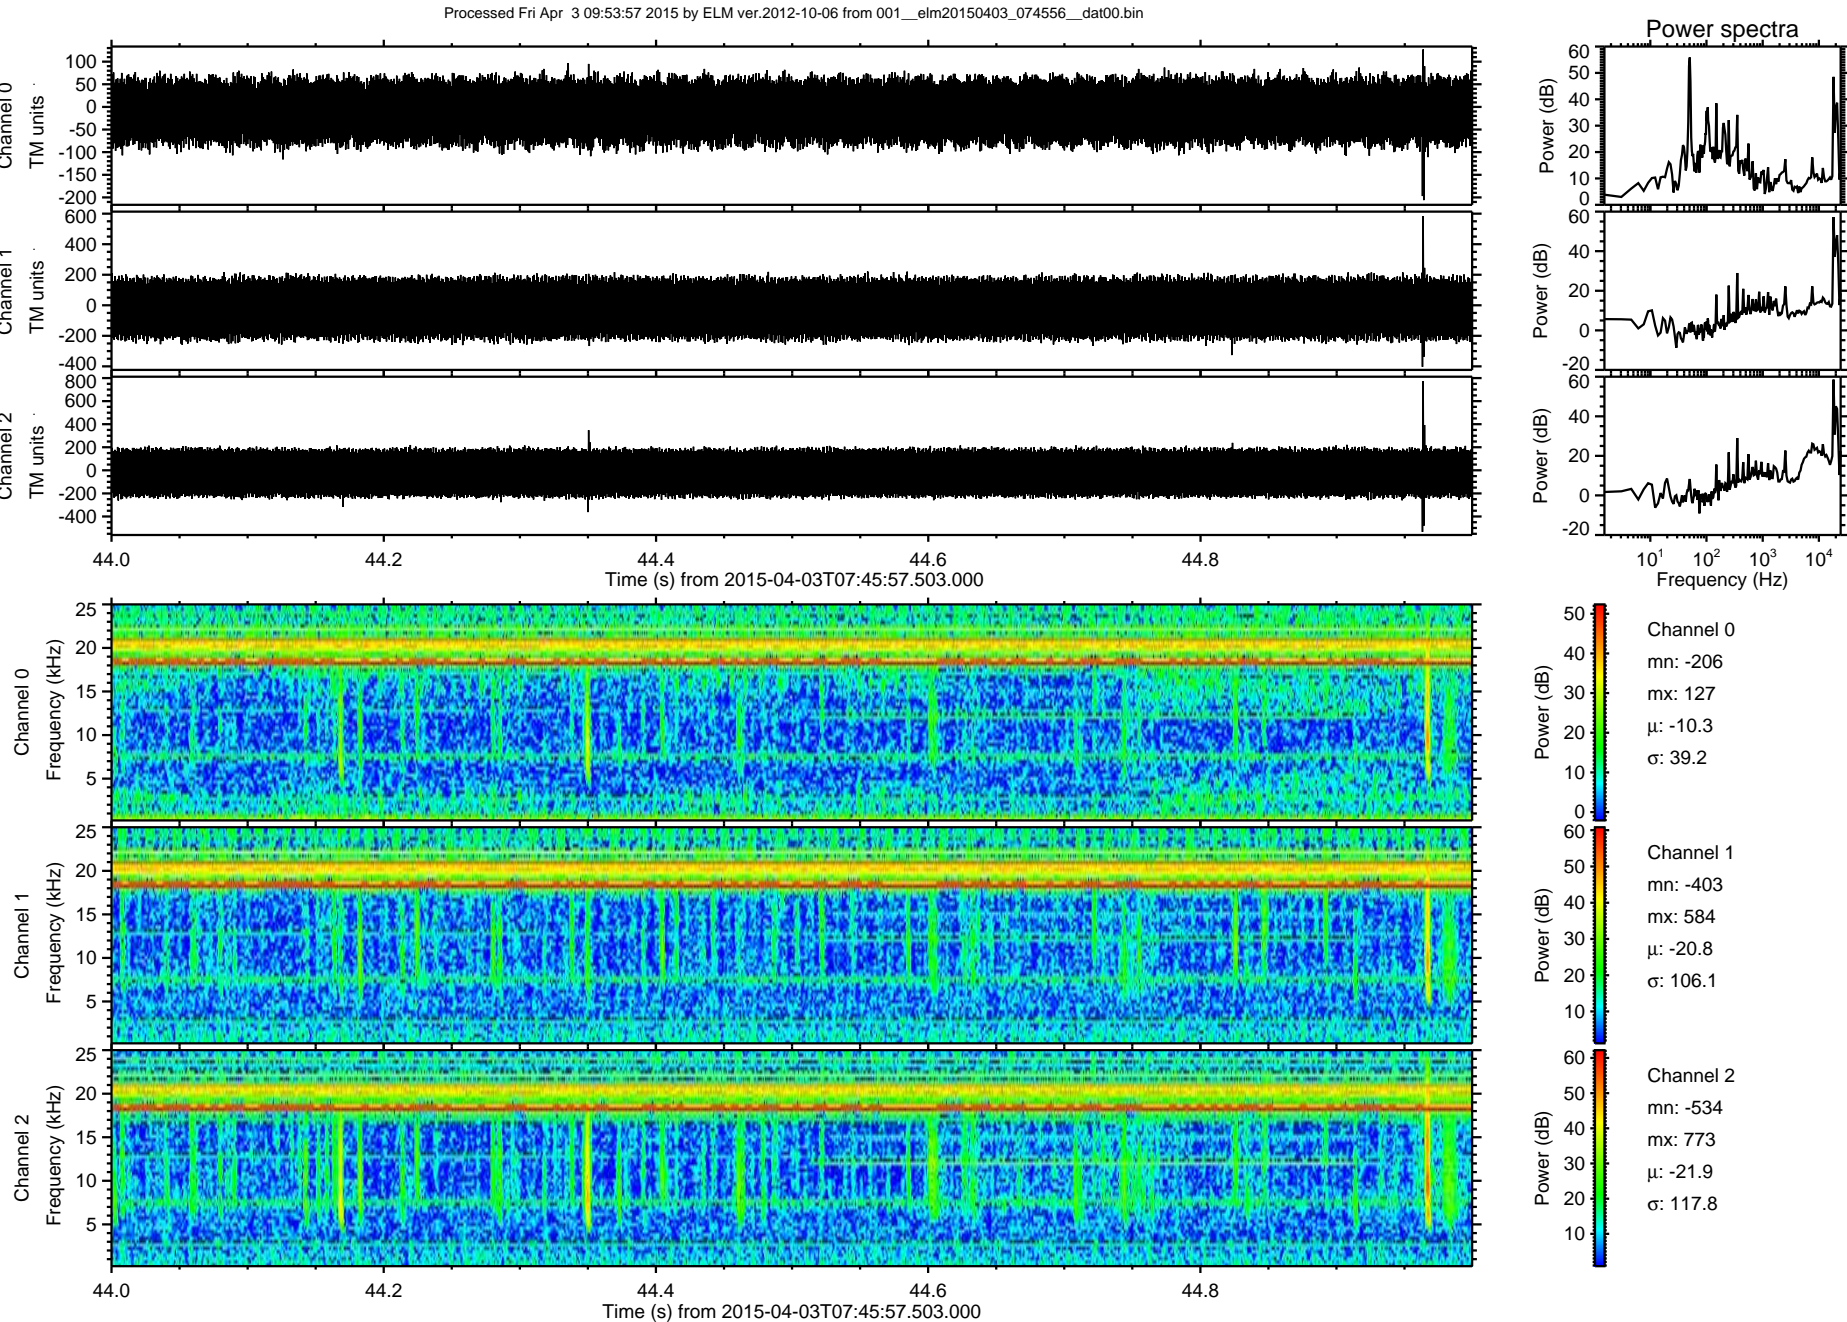 Processed Fri Apr  3 09:53:57 2015 by ELM ver.2012-10-06 from 001__elm20150403_074556__dat00.bin
Power spectra
Channel 0
TM units
100
50
0
-50
-100
-150
-200
Power (dB)
60
50
40
30
20
10
0
Channel 1
TM units
600
400
200
0
-200
-400
Power (dB)
60
40
20
0
-20
Channel 2
TM units
800
600
400
200
0
-200
-400
Power (dB)
60
40
20
0
-20
44.0 44.2 44.4 44.6 44.8
Time (s) from 2015-04-03T07:45:57.503.000
10¹ 10² 10³ 10⁴
Frequency (Hz)
Channel 0
Frequency (kHz)
25
20
15
10
5
Power (dB)
50
40
30
20
10
0
Channel 0
mn: -206
mx: 127
μ: -10.3
σ: 39.2
Channel 1
Frequency (kHz)
25
20
15
10
5
Power (dB)
60
50
40
30
20
10
Channel 1
mn: -403
mx: 584
μ: -20.8
σ: 106.1
Channel 2
Frequency (kHz)
25
20
15
10
5
Power (dB)
60
50
40
30
20
10
Channel 2
mn: -534
mx: 773
μ: -21.9
σ: 117.8
44.0 44.2 44.4 44.6 44.8
Time (s) from 2015-04-03T07:45:57.503.000